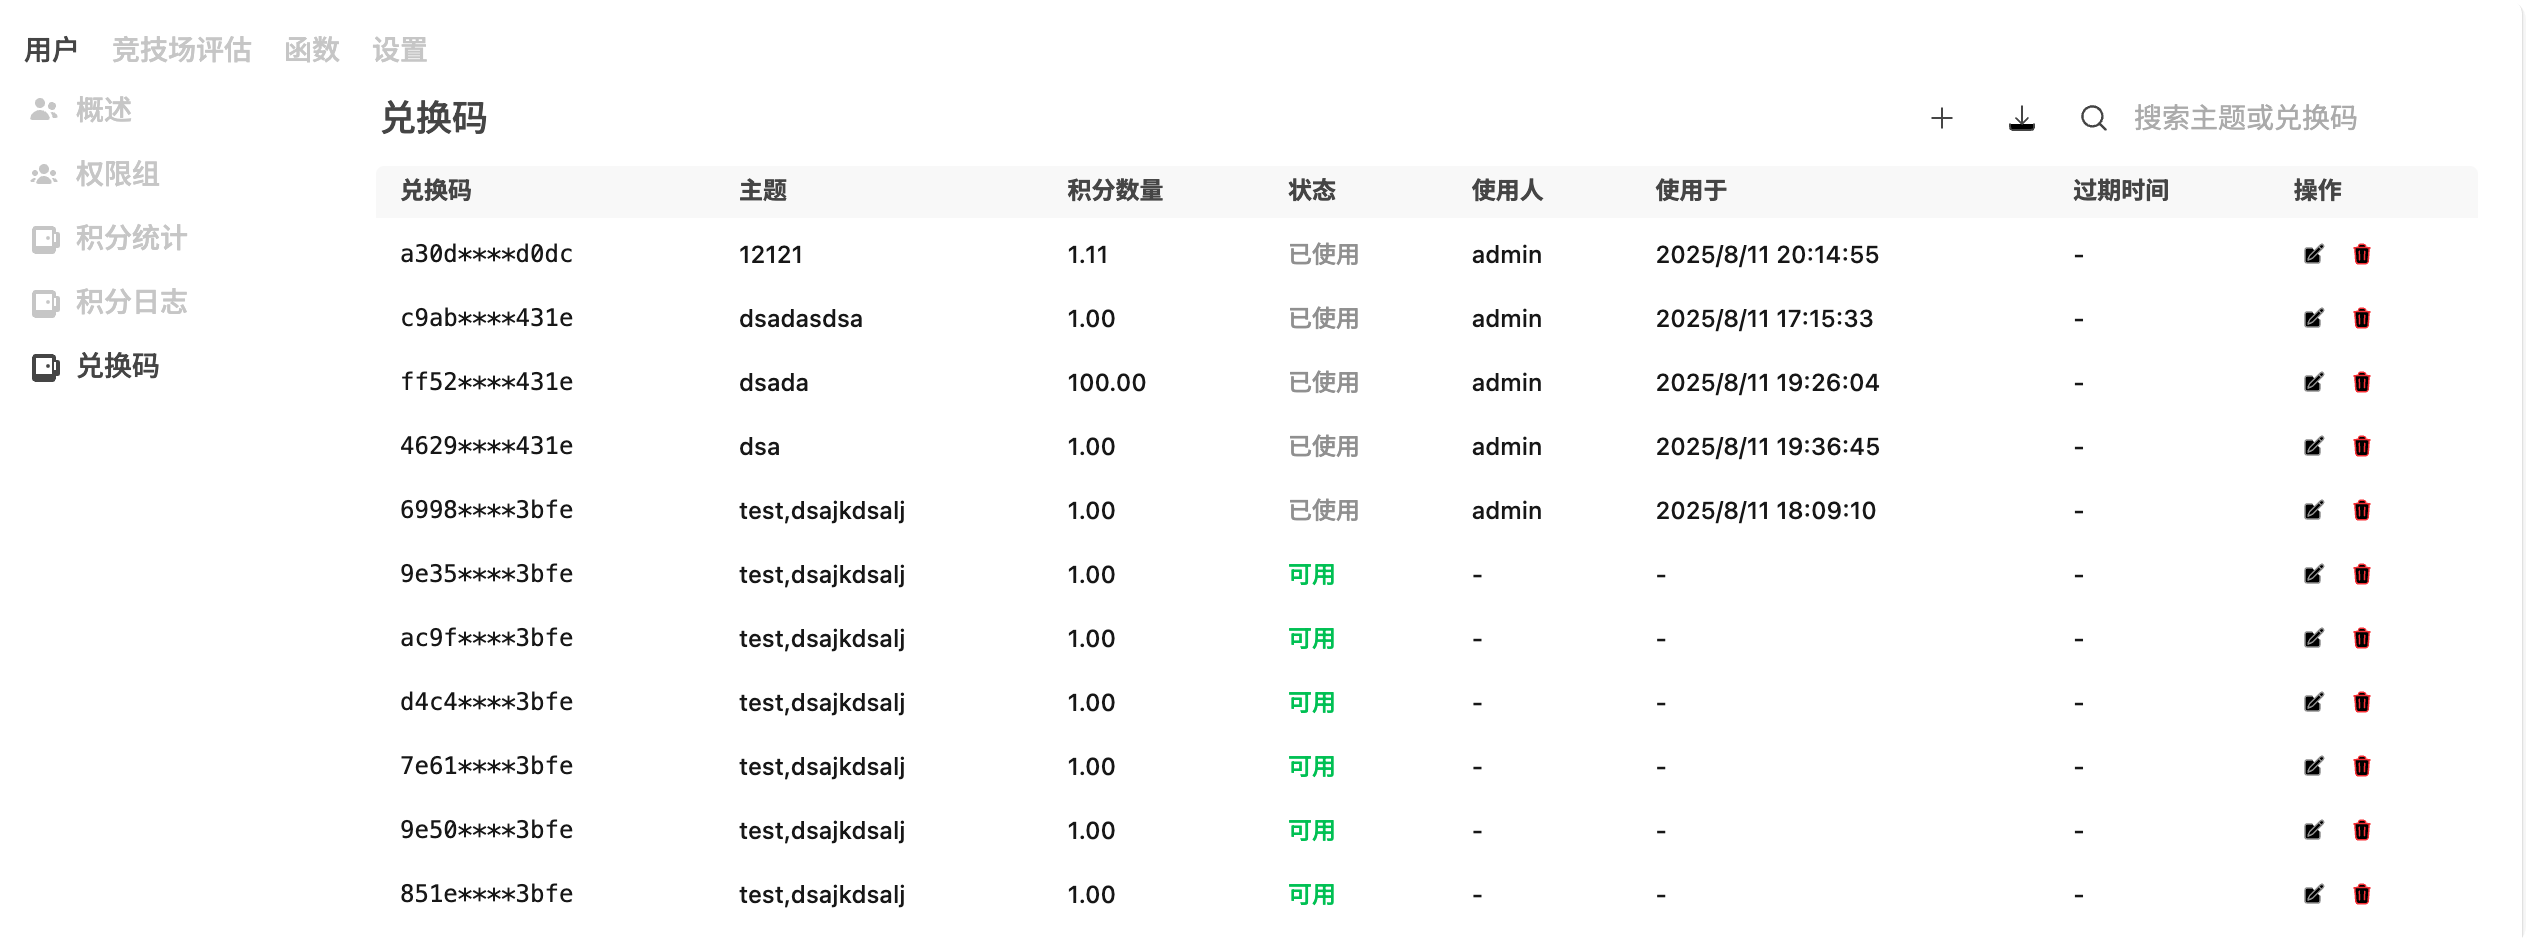 用户 竞技场评估 函数 设置
概述
权限组
积分统计
积分日志
兑换码
兑换码 搜索主题或兑换码
兑换码 主题 积分数量 状态 使用人 使用于 过期时间 操作
a30d****d0dc 12121 1.11 已使用 admin 2025/8/11 20:14:55 -
c9ab****431e dsadasdsa 1.00 已使用 admin 2025/8/11 17:15:33 -
ff52****431e dsada 100.00 已使用 admin 2025/8/11 19:26:04 -
4629****431e dsa 1.00 已使用 admin 2025/8/11 19:36:45 -
6998****3bfe test,dsajkdsalj 1.00 已使用 admin 2025/8/11 18:09:10 -
9e35****3bfe test,dsajkdsalj 1.00 可用 - - -
ac9f****3bfe test,dsajkdsalj 1.00 可用 - - -
d4c4****3bfe test,dsajkdsalj 1.00 可用 - - -
7e61****3bfe test,dsajkdsalj 1.00 可用 - - -
9e50****3bfe test,dsajkdsalj 1.00 可用 - - -
851e****3bfe test,dsajkdsalj 1.00 可用 - - -